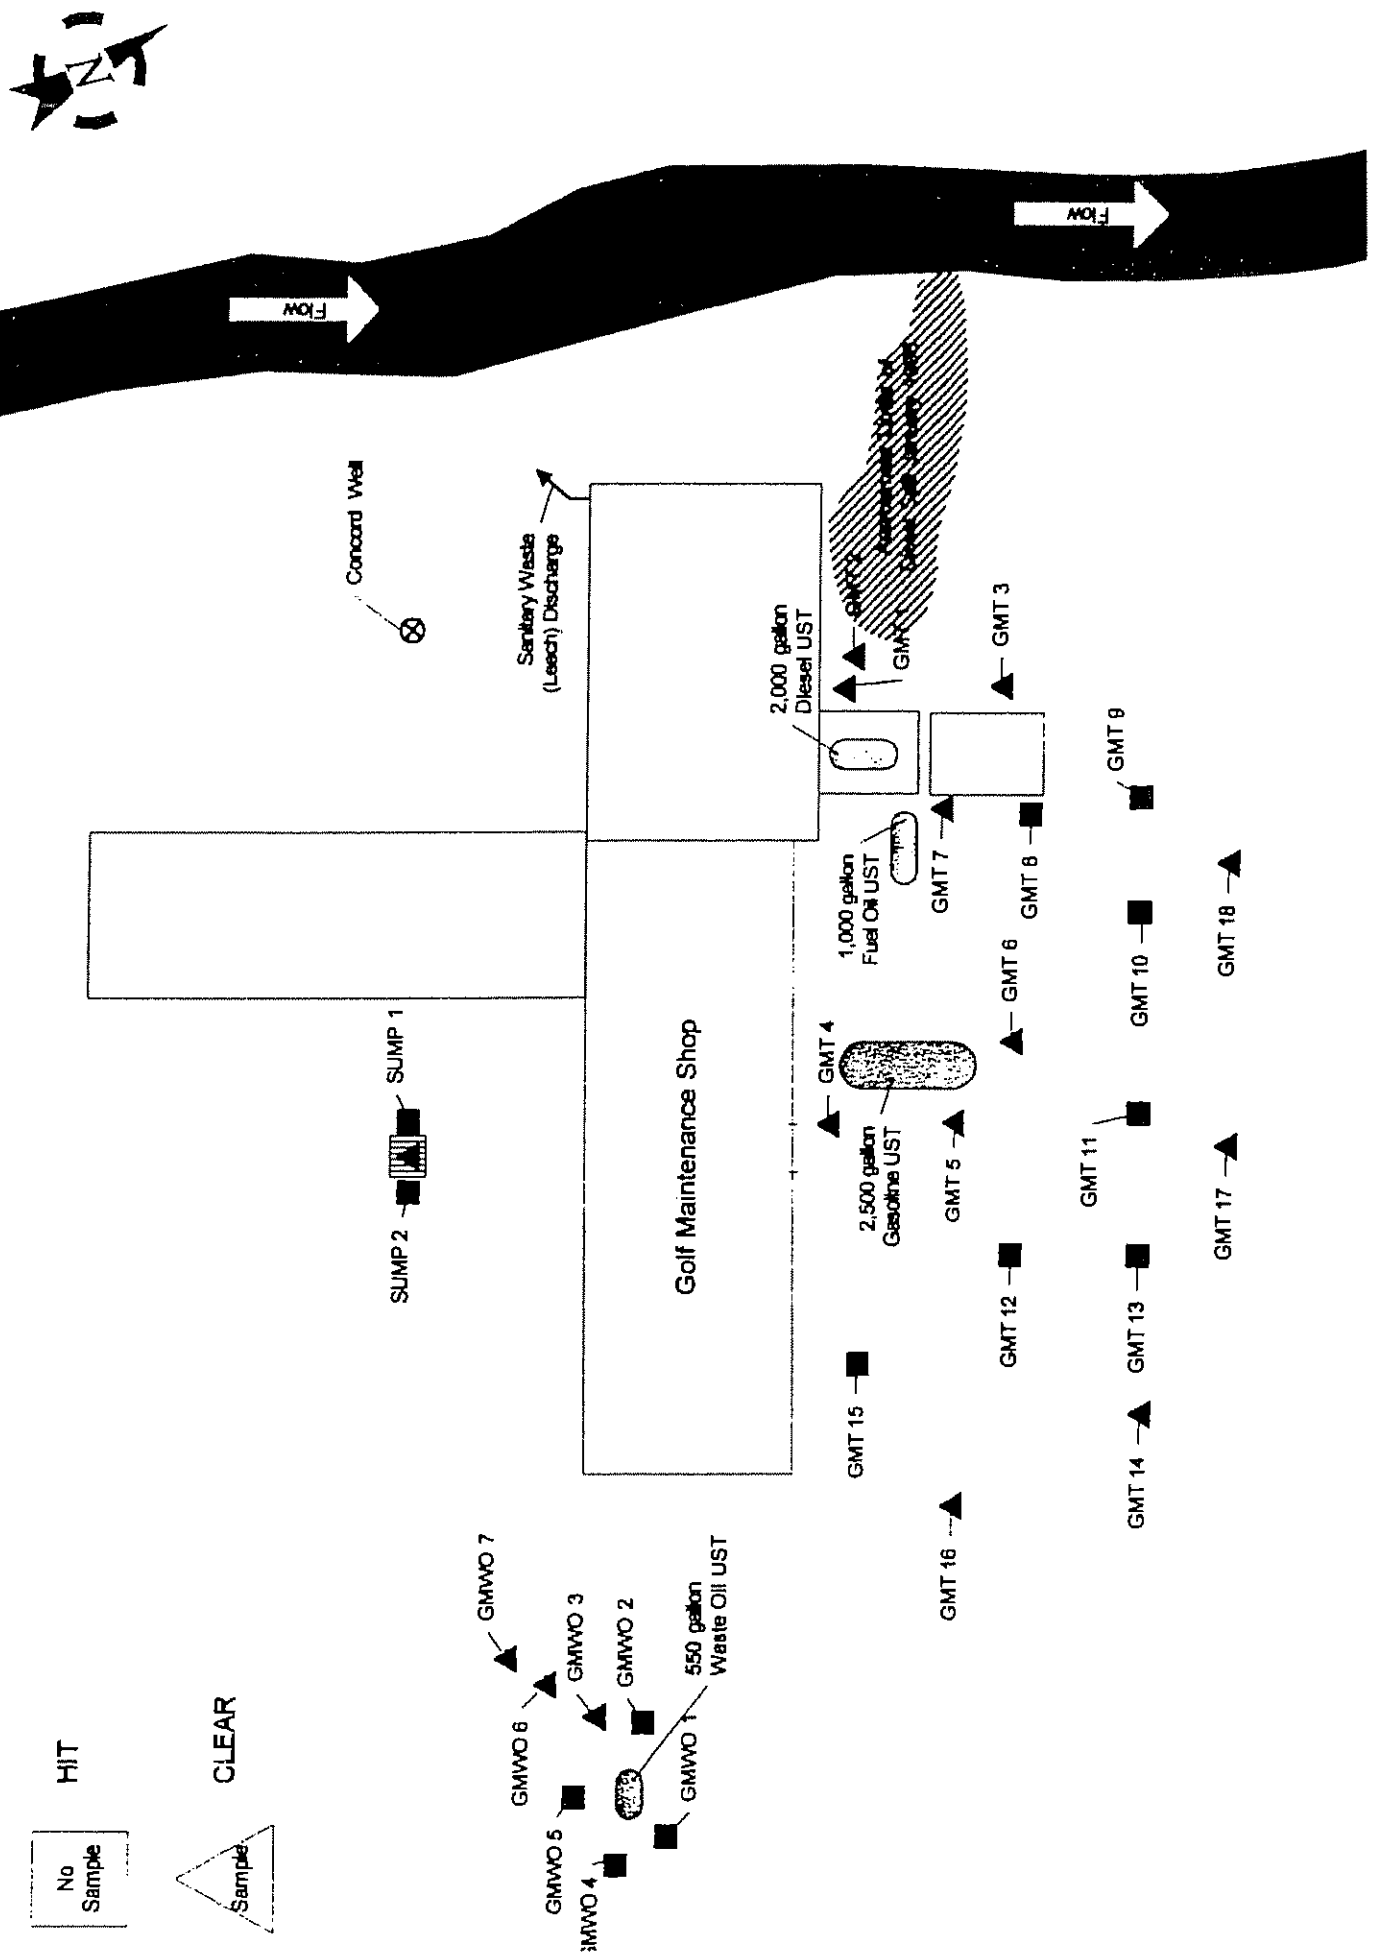 HIT
No
Sample
CLEAR
Sample
N
Flow
Flow
Concord Well
Sanitary Waste
(Leech) Discharge
SUMP 1
SUMP 2
Golf Maintenance Shop
2,000 gallon
Diesel UST
1,000 gallon
Fuel Oil UST
2,500 gallon
Gasoline UST
550 gallon
Waste Oil UST
GMWO 7
GMWO 6
GMWO 3
GMWO 2
GMWO 1
GMWO 5
GMWO 4
GMT
GMT 3
GMT 4
GMT 5
GMT 6
GMT 7
GMT 8
GMT 9
GMT 10
GMT 11
GMT 12
GMT 13
GMT 14
GMT 15
GMT 16
GMT 17
GMT 18